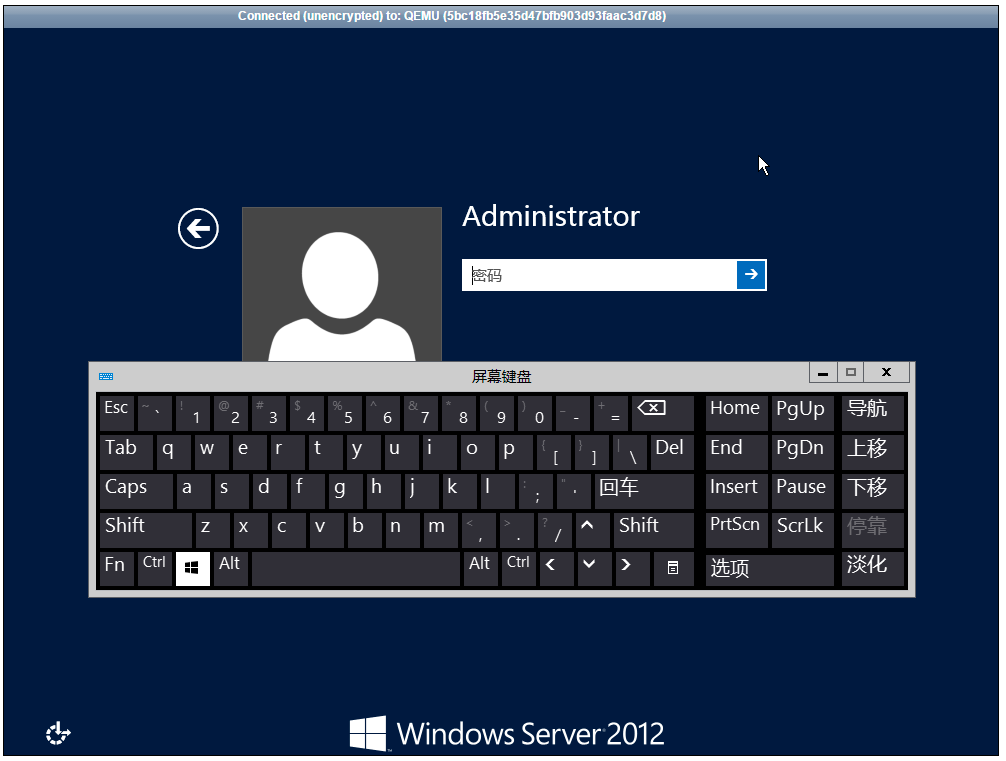 Connected (unencrypted) to: QEMU (5bc18fb5e35d47bfb903d93faac3d7d8)
Administrator
密码
屏幕键盘
Esc ~ ` ! 1 @ 2 # 3 $ 4 % 5 ^ 6 & 7 * 8 ( 9 ) 0 _ - + = Home PgUp 导航
Tab q w e r t y u i o p { [ } ] | \ Del End PgDn 上移
Caps a s d f g h j k l : ; " ' 回车 Insert Pause 下移
Shift z x c v b n m < , > . ? / Shift PrtScn ScrLk 停靠
Fn Ctrl Alt Alt Ctrl 选项 淡化
Windows Server 2012